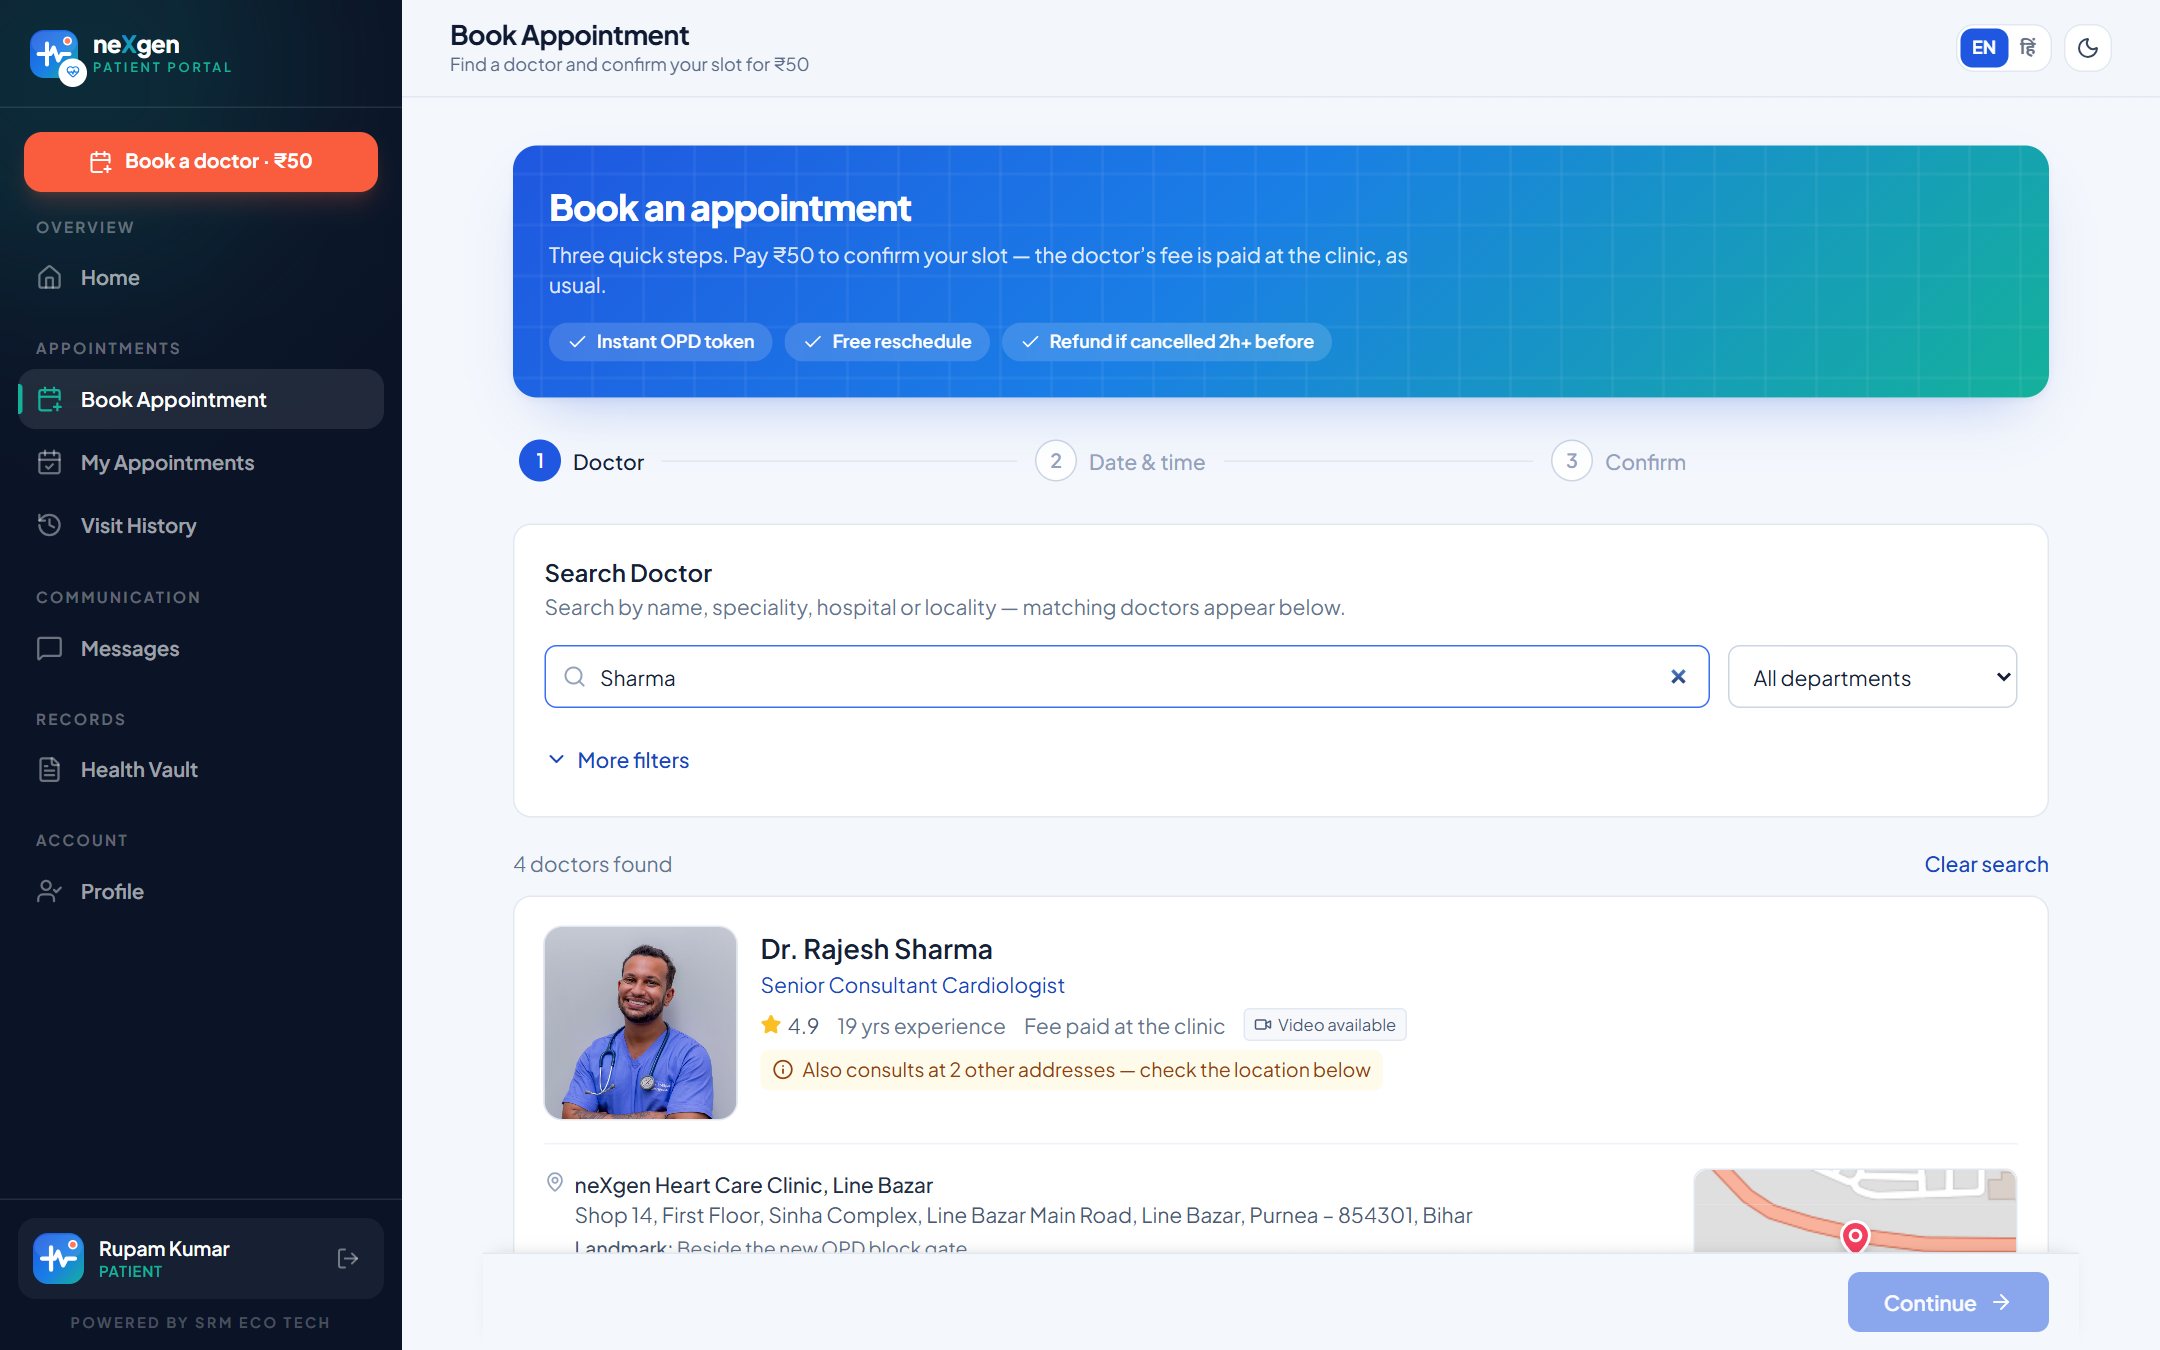 neXgen
PATIENT PORTAL
Book a doctor · ₹50
OVERVIEW
Home
APPOINTMENTS
Book Appointment
My Appointments
Visit History
COMMUNICATION
Messages
RECORDS
Health Vault
ACCOUNT
Profile
Rupam Kumar
PATIENT
POWERED BY SRM ECO TECH
Book Appointment
Find a doctor and confirm your slot for ₹50
EN
हिं
Book an appointment
Three quick steps. Pay ₹50 to confirm your slot — the doctor's fee is paid at the clinic, as
usual.
Instant OPD token
Free reschedule
Refund if cancelled 2h+ before
1 Doctor
2 Date & time
3 Confirm
Search Doctor
Search by name, speciality, hospital or locality — matching doctors appear below.
Sharma
All departments
More filters
4 doctors found
Clear search
Dr. Rajesh Sharma
Senior Consultant Cardiologist
4.9 19 yrs experience Fee paid at the clinic Video available
Also consults at 2 other addresses — check the location below
neXgen Heart Care Clinic, Line Bazar
Shop 14, First Floor, Sinha Complex, Line Bazar Main Road, Line Bazar, Purnea – 854301, Bihar
Landmark: Beside the new OPD block gate
Continue